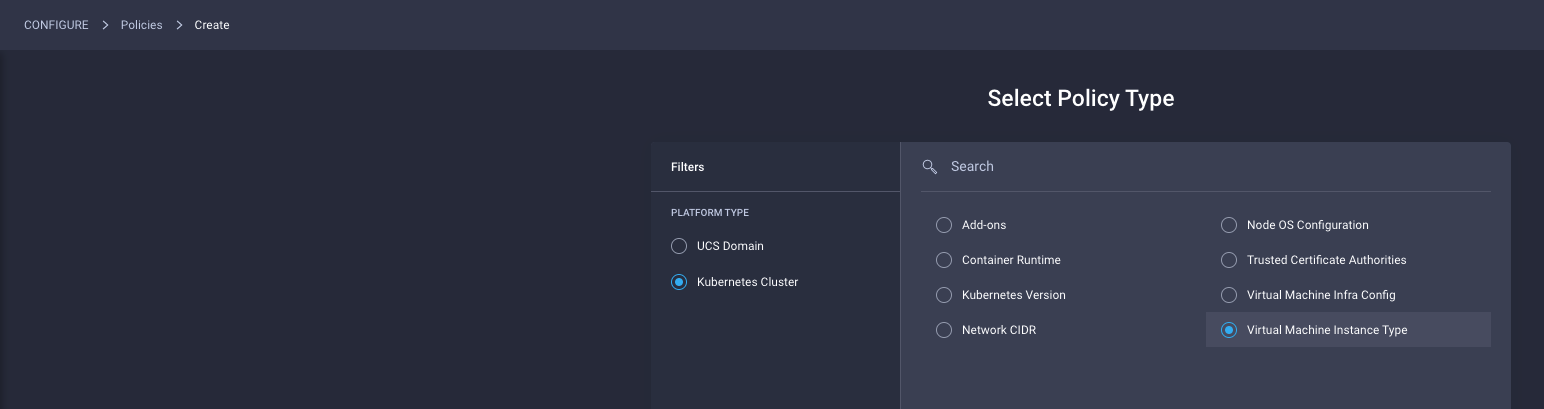 CONFIGURE > Policies > Create
Select Policy Type
Filters
PLATFORM TYPE
UCS Domain
Kubernetes Cluster
Search
Add-ons
Container Runtime
Kubernetes Version
Network CIDR
Node OS Configuration
Trusted Certificate Authorities
Virtual Machine Infra Config
Virtual Machine Instance Type